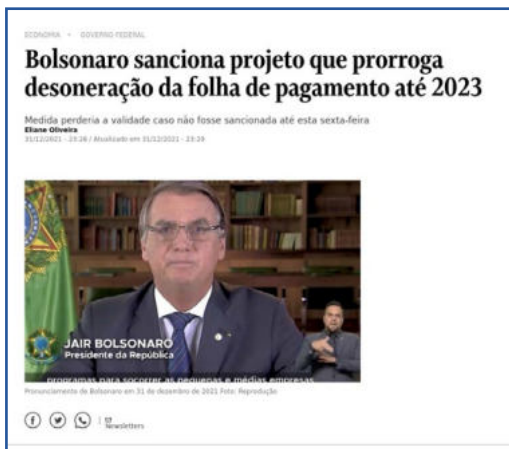 ECONOMIA • GOVERNO FEDERAL
Bolsonaro sanciona projeto que prorroga
desoneração da folha de pagamento até 2023
Medida perderia a validade caso não fosse sancionada até esta sexta-feira
Eliane Oliveira
31/12/2021 - 23:26 / Atualizado em 31/12/2021 - 23:29
JAIR BOLSONARO
Presidente da República
programas para socorrer as pequenas e médias empresas
Pronunciamento de Bolsonaro em 31 de dezembro de 2021 Foto: Reprodução
Newsletters